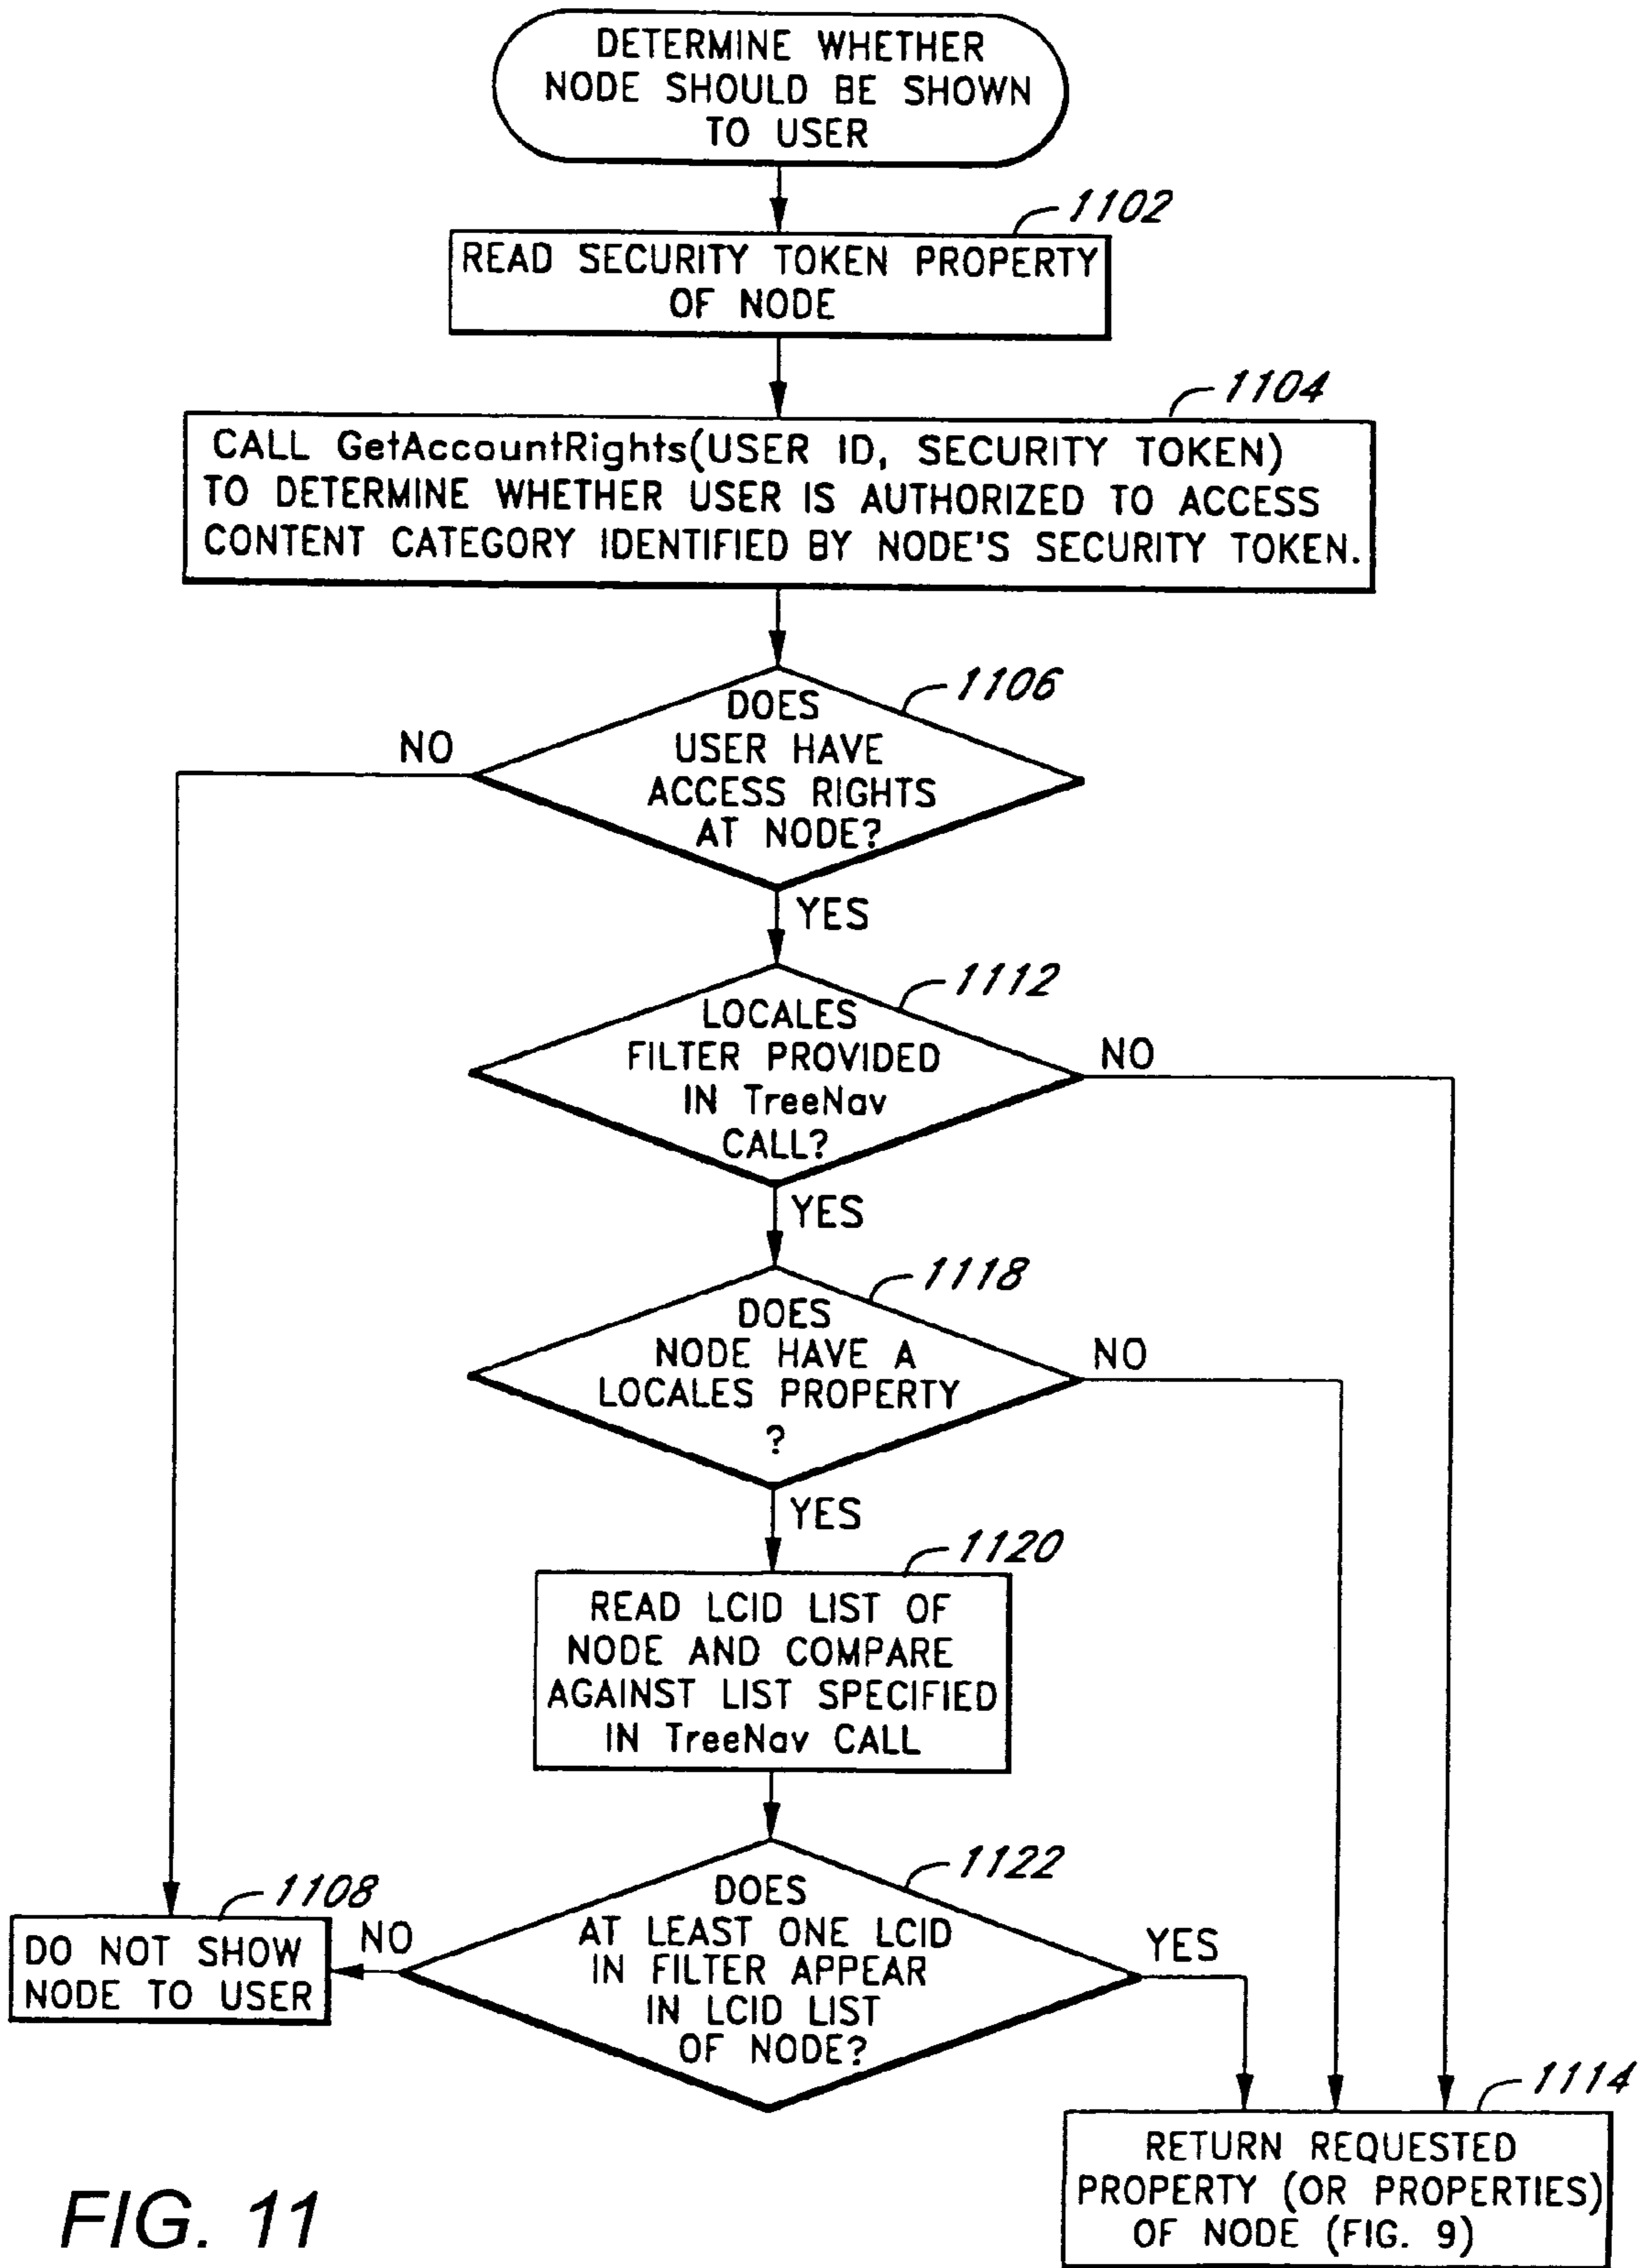 DETERMINE WHETHER
NODE SHOULD BE SHOWN
TO USER
1102
READ SECURITY TOKEN PROPERTY
OF NODE
1104
CALL GetAccountRights(USER ID, SECURITY TOKEN)
TO DETERMINE WHETHER USER IS AUTHORIZED TO ACCESS
CONTENT CATEGORY IDENTIFIED BY NODE'S SECURITY TOKEN.
1106
DOES
USER HAVE
ACCESS RIGHTS
AT NODE?
NO
YES
1112
LOCALES
FILTER PROVIDED
IN TreeNav
CALL?
NO
YES
1118
DOES
NODE HAVE A
LOCALES PROPERTY
?
NO
YES
1120
READ LCID LIST OF
NODE AND COMPARE
AGAINST LIST SPECIFIED
IN TreeNav CALL
1122
DOES
AT LEAST ONE LCID
IN FILTER APPEAR
IN LCID LIST
OF NODE?
NO
YES
1108
DO NOT SHOW
NODE TO USER
1114
RETURN REQUESTED
PROPERTY (OR PROPERTIES)
OF NODE (FIG. 9)
FIG. 11